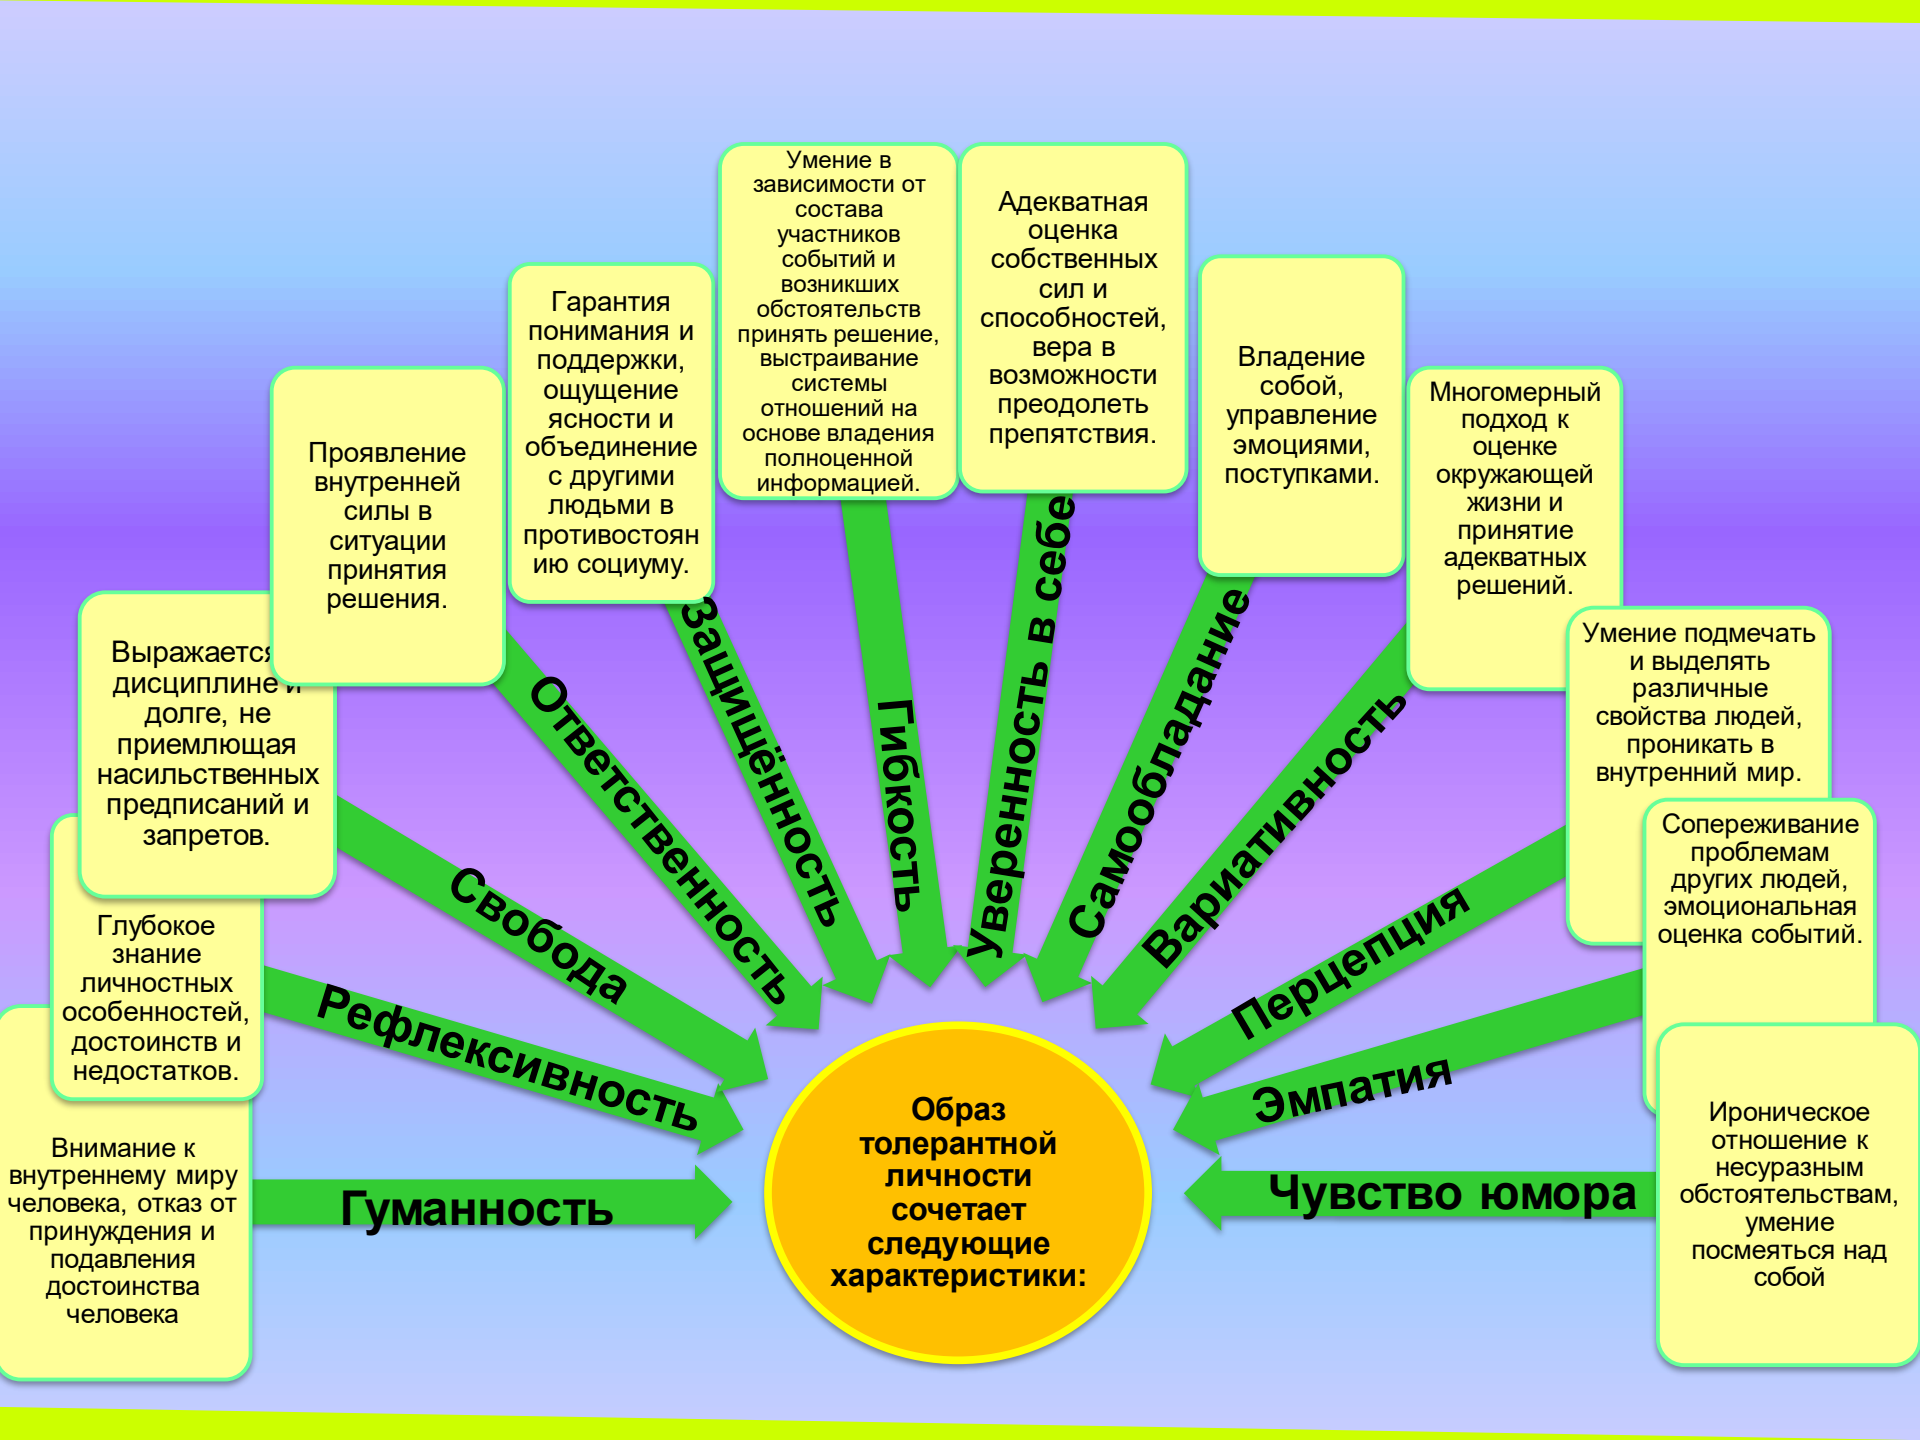 Умение в
зависимости от
состава
участников
событий и
возникших
обстоятельств
принять решение,
выстраивание
системы
отношений на
основе владения
полноценной
информацией.
Адекватная
оценка
собственных
сил и
способностей,
вера в
возможности
преодолеть
препятствия.
Гарантия
понимания и
поддержки,
ощущение
ясности и
объединение
с другими
людьми в
противостоян
ию социуму.
Владение
собой,
управление
эмоциями,
поступками.
Проявление
внутренней
силы в
ситуации
принятия
решения.
Многомерный
подход к
оценке
окружающей
жизни и
принятие
адекватных
решений.
Выражается
дисциплине и
долге, не
приемлющая
насильственных
предписаний и
запретов.
Умение подмечать
и выделять
различные
свойства людей,
проникать в
внутренний мир.
Глубокое
знание
личностных
особенностей,
достоинств и
недостатков.
Сопереживание
проблемам
других людей,
эмоциональная
оценка событий.
Внимание к
внутреннему миру
человека, отказ от
принуждения и
подавления
достоинства
человека
Ироническое
отношение к
несуразным
обстоятельствам,
умение
посмеяться над
собой
Гуманность
Рефлексивность
Свобода
Ответственность
Защищённость
Гибкость
Уверенность в себе
Самообладание
Вариативность
Перцепция
Эмпатия
Чувство юмора
Образ
толерантной
личности
сочетает
следующие
характеристики: